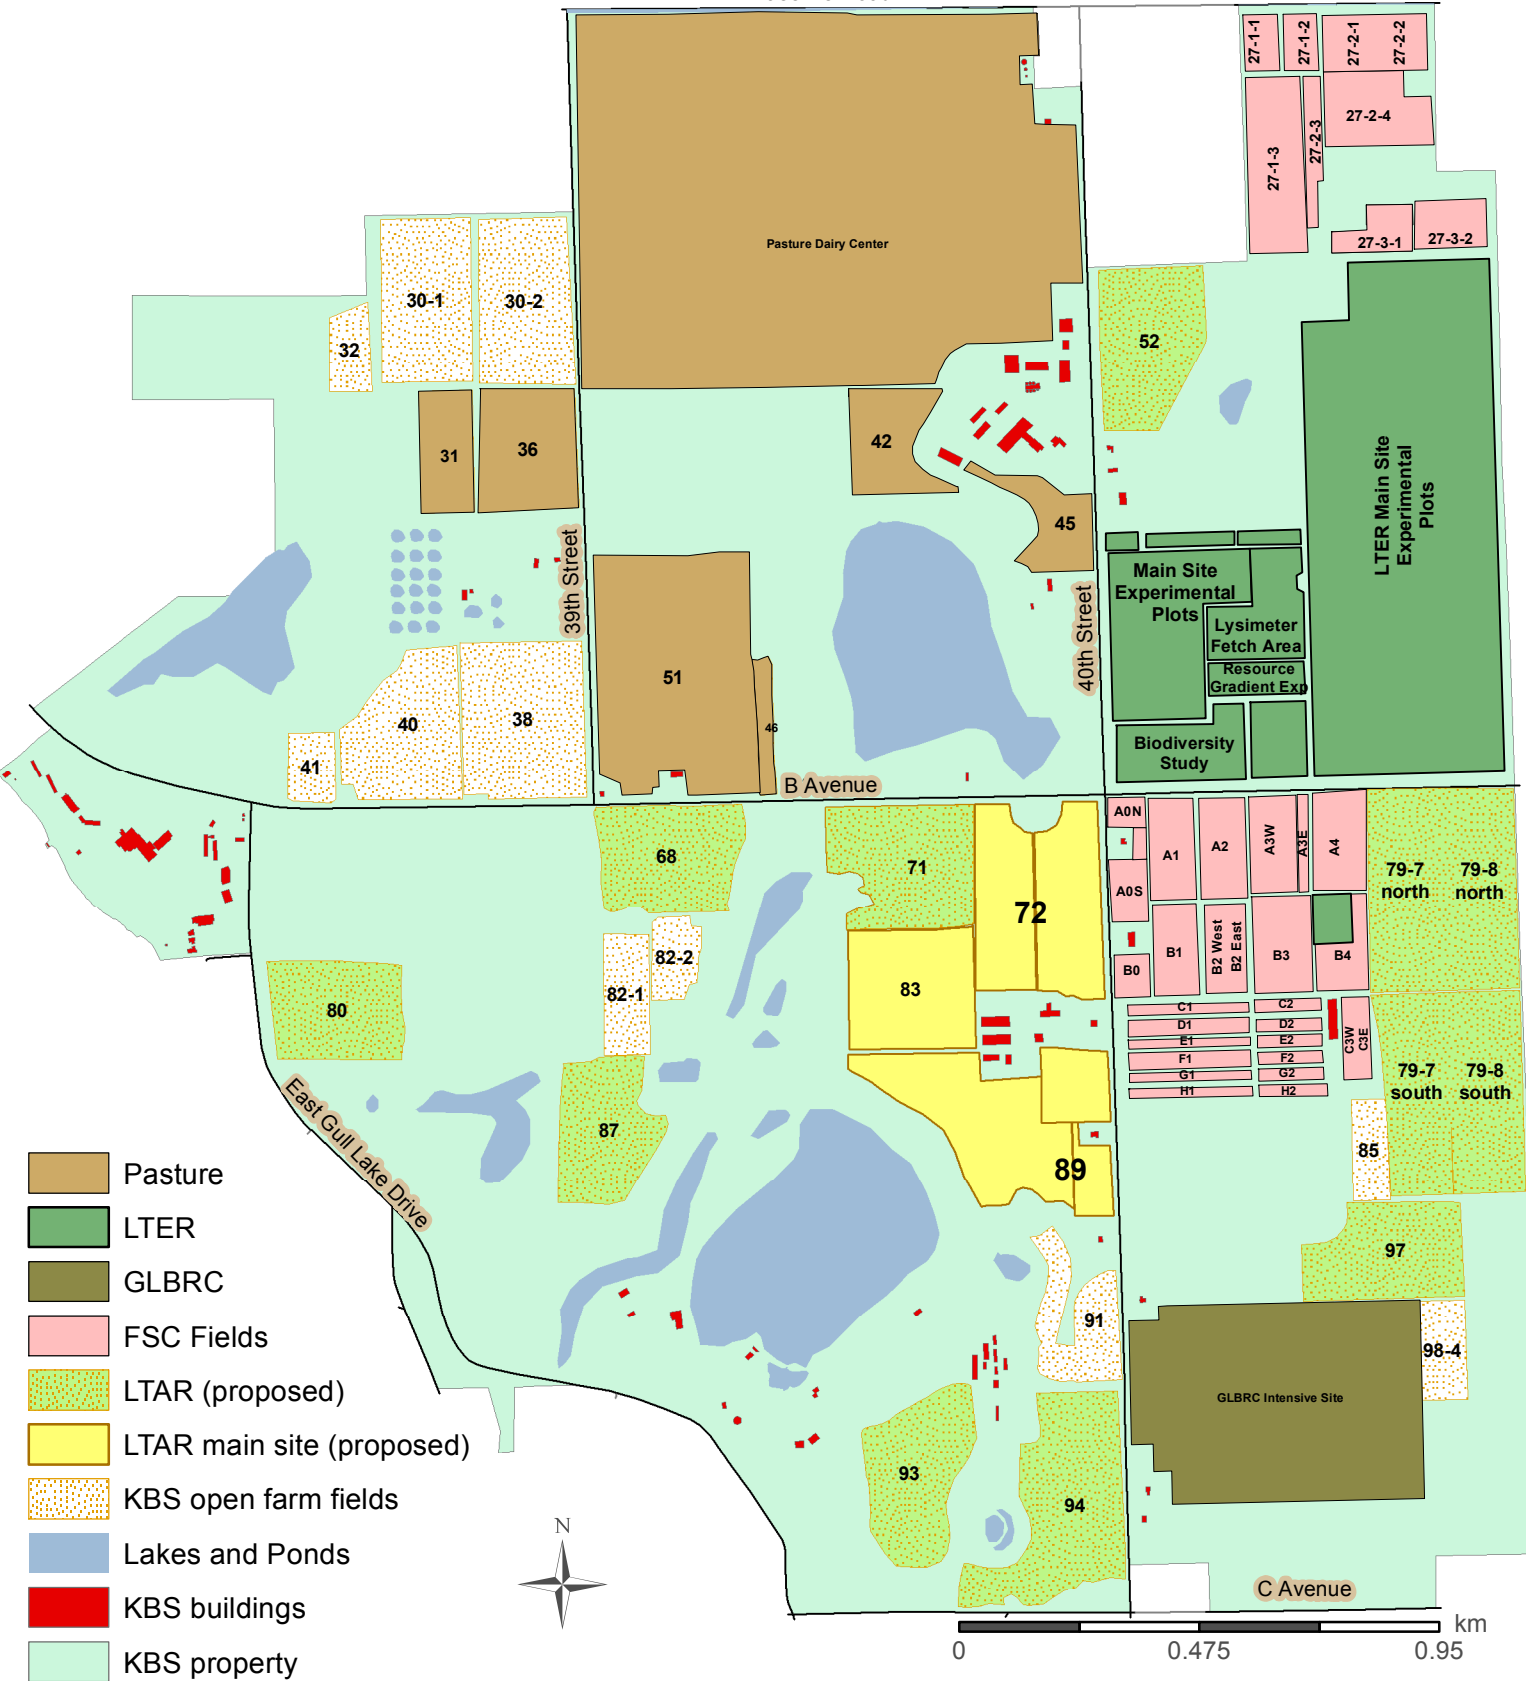 27-1-1
27-1-2
27-2-1
27-2-2
27-2-4
27-2-3
27-1-3
27-3-1
27-3-2
Pasture Dairy Center
30-1
30-2
32
52
31
36
42
45
39th Street
40th Street
LTER Main Site
Experimental
Plots
Main Site
Experimental
Plots
Lysimeter
Fetch Area
Resource
Gradient Exp
Biodiversity
Study
51
46
40
38
41
B Avenue
68
71
72
83
82-2
82-1
80
87
89
A0N
A0S
A1
A2
A3W
A3E
A4
B0
B1
B2 West
B2 East
B3
B4
79-7
north
79-8
north
C1
C2
D1
D2
E1
E2
F1
F2
G1
G2
H1
H2
C3W
C3E
79-7
south
79-8
south
85
97
91
98-4
GLBRC Intensive Site
93
94
East Gull Lake Drive
C Avenue
Pasture
LTER
GLBRC
FSC Fields
LTAR (proposed)
LTAR main site (proposed)
KBS open farm fields
Lakes and Ponds
KBS buildings
KBS property
N
km
0
0.475
0.95